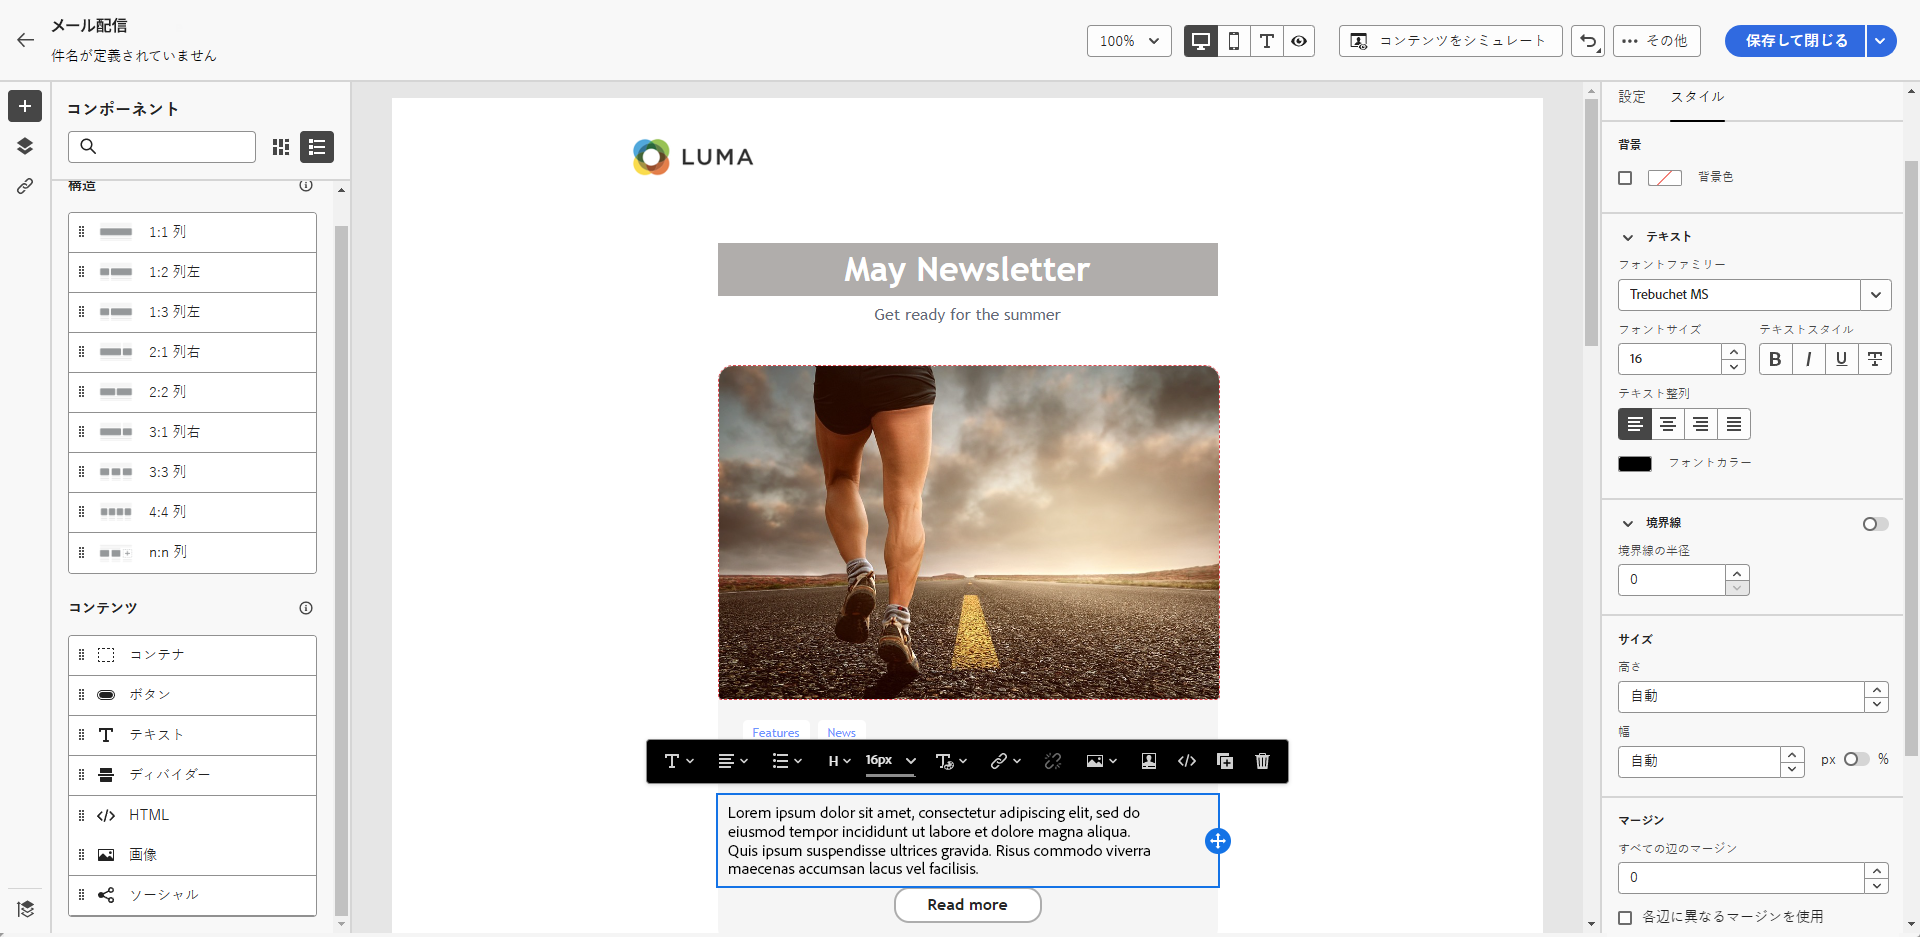 メール配信
件名が定義されていません
100%
コンテンツをシミュレート
その他
保存して閉じる
コンポーネント
構造
1:1 列
1:2 列左
1:3 列左
2:1 列右
2:2 列
3:1 列右
3:3 列
4:4 列
n:n 列
コンテンツ
コンテナ
ボタン
テキスト
ディバイダー
HTML
画像
ソーシャル
LUMA
May Newsletter
Get ready for the summer
Features
News
H
16px
Lorem ipsum dolor sit amet, consectetur adipiscing elit, sed do
eiusmod tempor incididunt ut labore et dolore magna aliqua.
Quis ipsum suspendisse ultrices gravida. Risus commodo viverra
maecenas accumsan lacus vel facilisis.
Read more
設定
スタイル
背景
背景色
テキスト
フォントファミリー
Trebuchet MS
フォントサイズ
テキストスタイル
16
B I U T
テキスト整列
フォントカラー
境界線
境界線の半径
0
サイズ
高さ
自動
幅
自動
px %
マージン
すべての辺のマージン
0
各辺に異なるマージンを使用